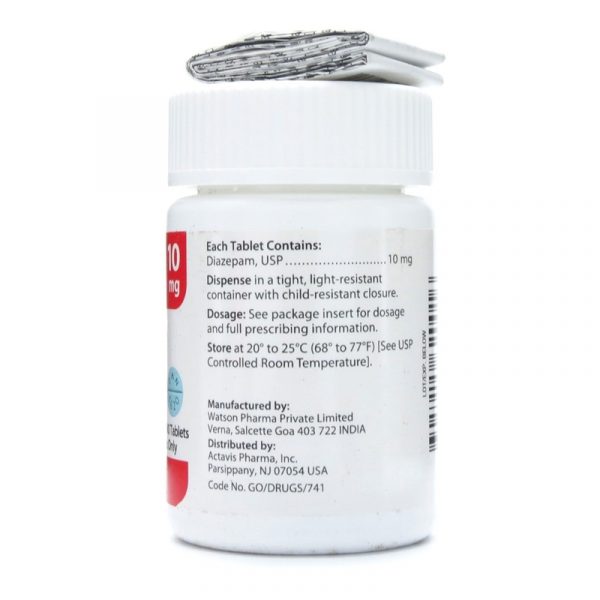 10
mg
Tablets
Only
Each Tablet Contains:
Diazepam, USP .............................. 10 mg
Dispense in a tight, light-resistant
container with child-resistant closure.
Dosage: See package insert for dosage
and full prescribing information.
Store at 20° to 25°C (68° to 77°F) [See USP
Controlled Room Temperature].
Manufactured by:
Watson Pharma Private Limited
Verna, Salcette Goa 403 722 INDIA
Distributed by:
Actavis Pharma, Inc.
Parsippany, NJ 07054 USA
Code No. GO/DRUGS/741
LOT/EXP. BELOW